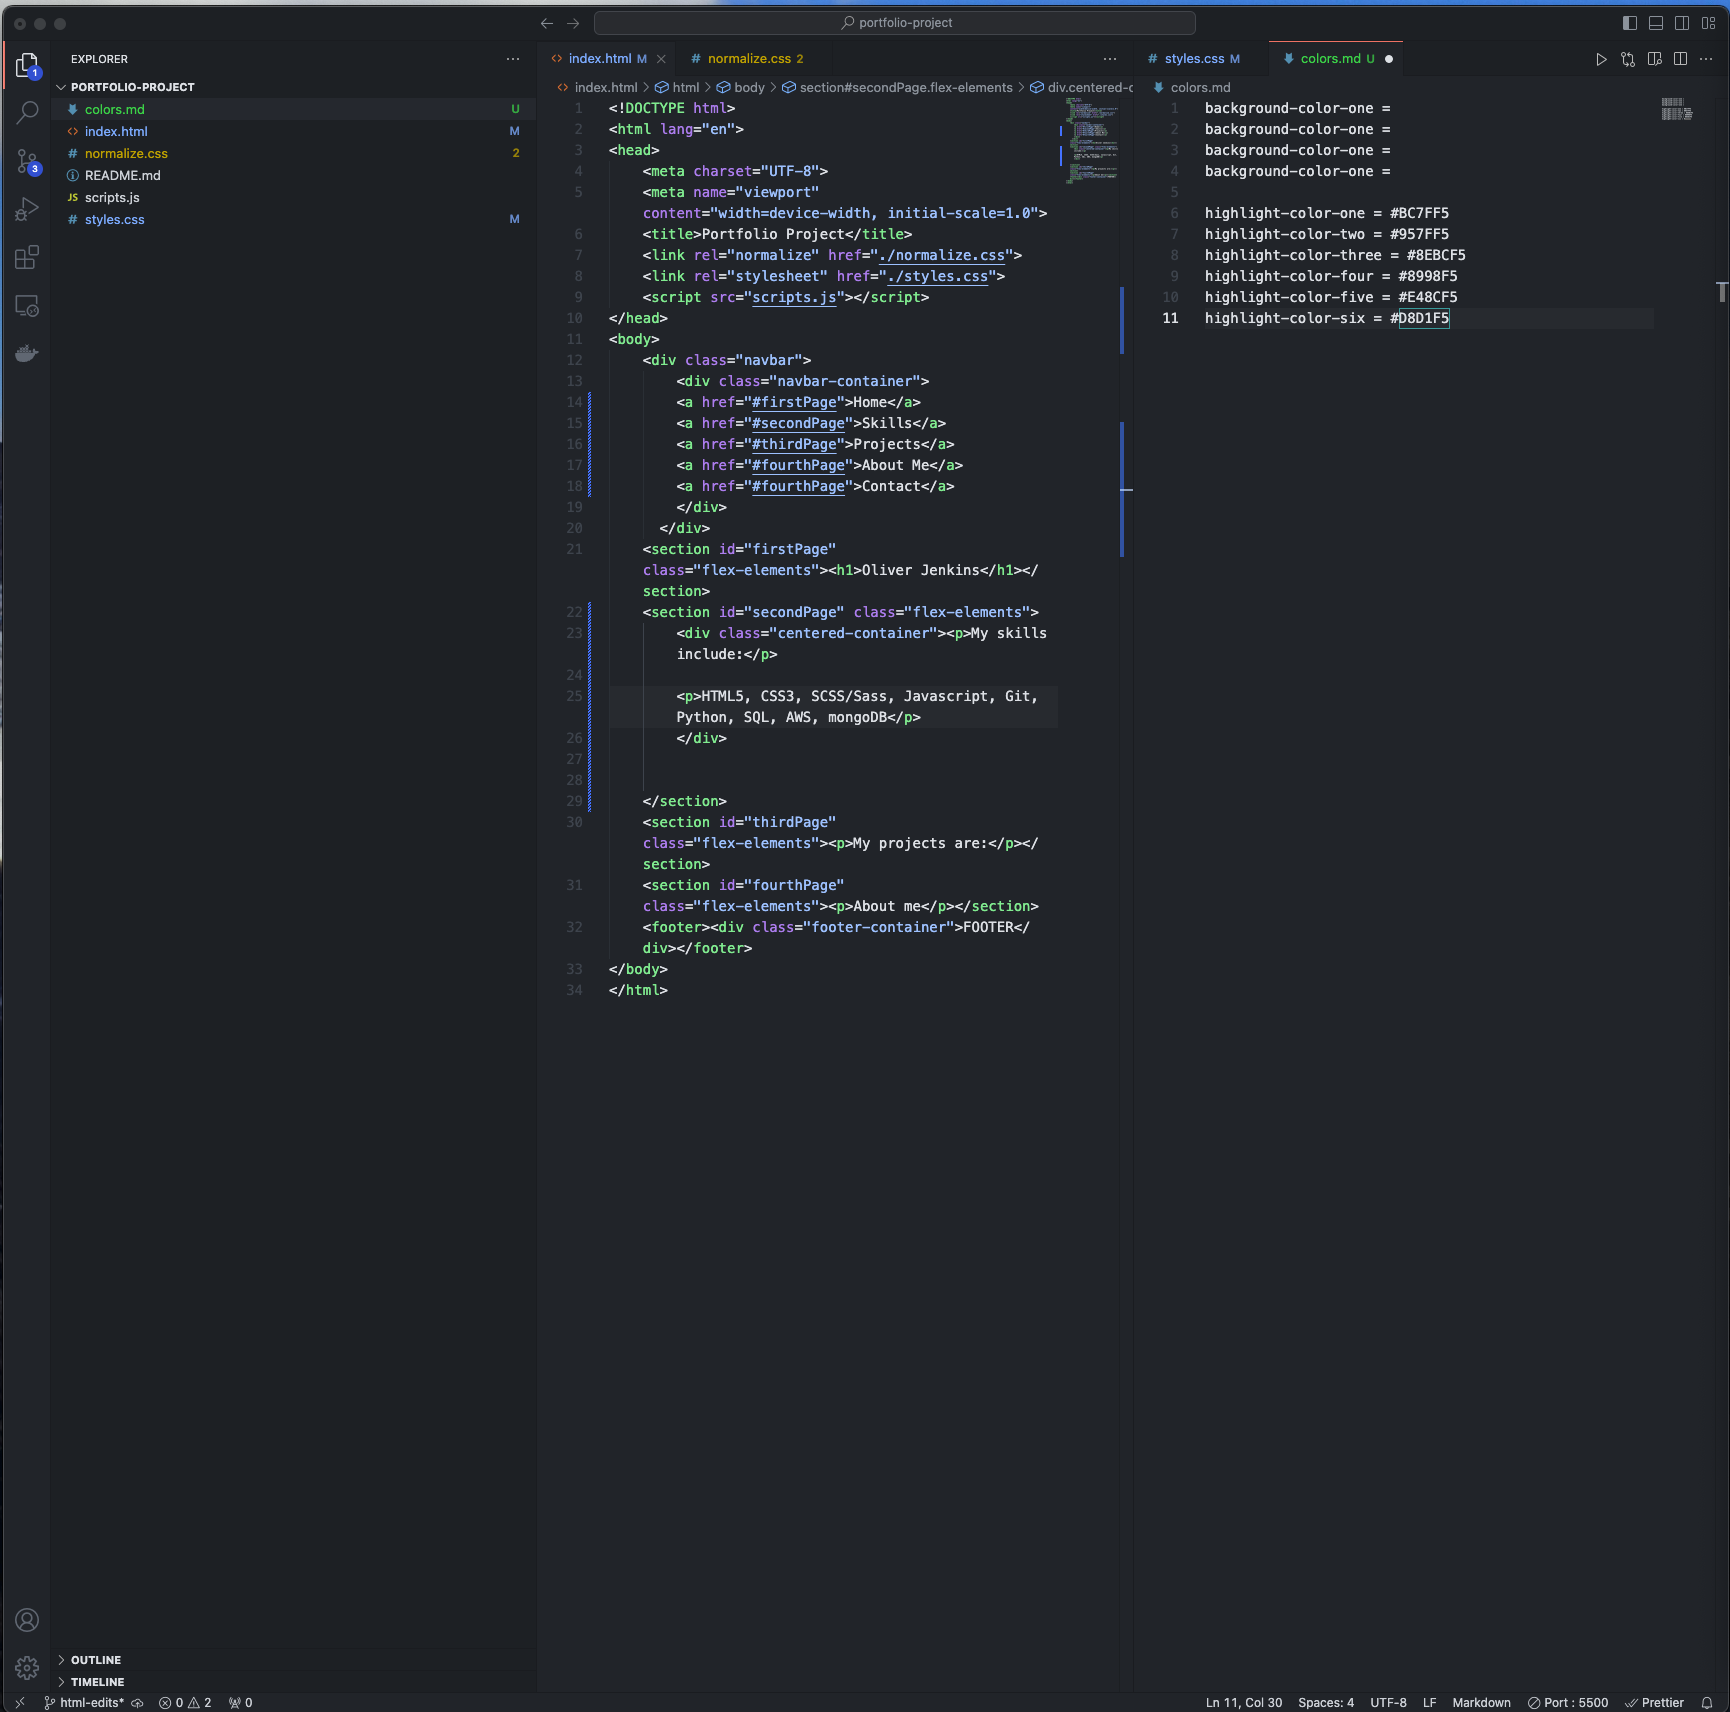 portfolio-project
EXPLORER
PORTFOLIO-PROJECT
colors.md U
index.html M
normalize.css 2
README.md
JS scripts.js
styles.css M
OUTLINE
TIMELINE
1
3
index.html M
normalize.css 2
index.html > html > body > section#secondPage.flex-elements > div.centered-c
1 <!DOCTYPE html>
2 <html lang="en">
3 <head>
4 <meta charset="UTF-8">
5 <meta name="viewport"
content="width=device-width, initial-scale=1.0">
6 <title>Portfolio Project</title>
7 <link rel="normalize" href="./normalize.css">
8 <link rel="stylesheet" href="./styles.css">
9 <script src="scripts.js"></script>
10 </head>
11 <body>
12 <div class="navbar">
13 <div class="navbar-container">
14 <a href="#firstPage">Home</a>
15 <a href="#secondPage">Skills</a>
16 <a href="#thirdPage">Projects</a>
17 <a href="#fourthPage">About Me</a>
18 <a href="#fourthPage">Contact</a>
19 </div>
20 </div>
21 <section id="firstPage"
class="flex-elements"><h1>Oliver Jenkins</h1></
section>
22 <section id="secondPage" class="flex-elements">
23 <div class="centered-container"><p>My skills
include:</p>
24
25 <p>HTML5, CSS3, SCSS/Sass, Javascript, Git,
Python, SQL, AWS, mongoDB</p>
26 </div>
27
28
29 </section>
30 <section id="thirdPage"
class="flex-elements"><p>My projects are:</p></
section>
31 <section id="fourthPage"
class="flex-elements"><p>About me</p></section>
32 <footer><div class="footer-container">FOOTER</
div></footer>
33 </body>
34 </html>
styles.css M
colors.md U
colors.md
1 background-color-one =
2 background-color-one =
3 background-color-one =
4 background-color-one =
5
6 highlight-color-one = #BC7FF5
7 highlight-color-two = #957FF5
8 highlight-color-three = #8EBCF5
9 highlight-color-four = #8998F5
10 highlight-color-five = #E48CF5
11 highlight-color-six = #D8D1F5
html-edits* 0 2 0
Ln 11, Col 30 Spaces: 4 UTF-8 LF Markdown Port : 5500 Prettier